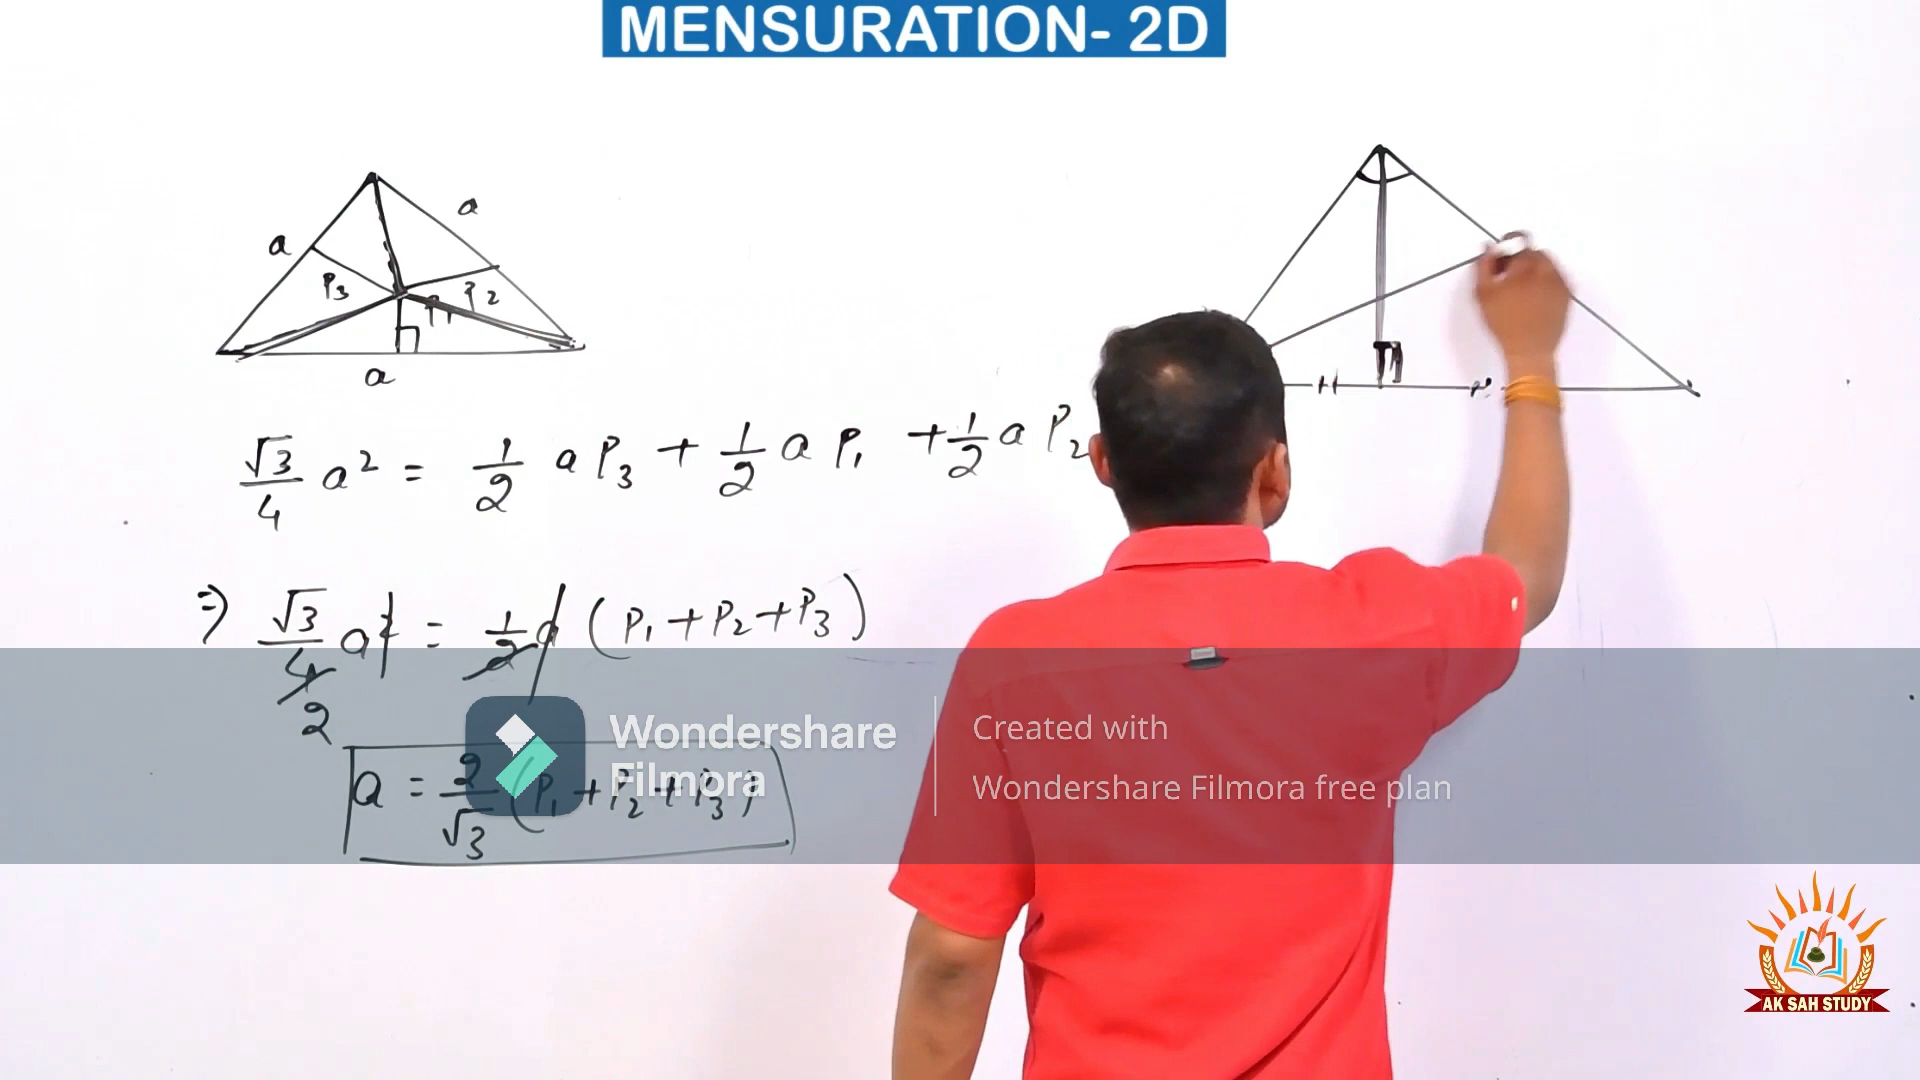 MENSURATION- 2D
a
a
P₃
P₁
P₂
a
√3/4 a² = 1/2 a P₃ + 1/2 a P₁ + 1/2 a P₂
⇒ √3/4 a² = 1/2 a (P₁ + P₂ + P₃)
2
a = 2/√3 (P₁ + P₂ + P₃)
Wondershare
Filmora
Created with
Wondershare Filmora free plan
AK SAH STUDY